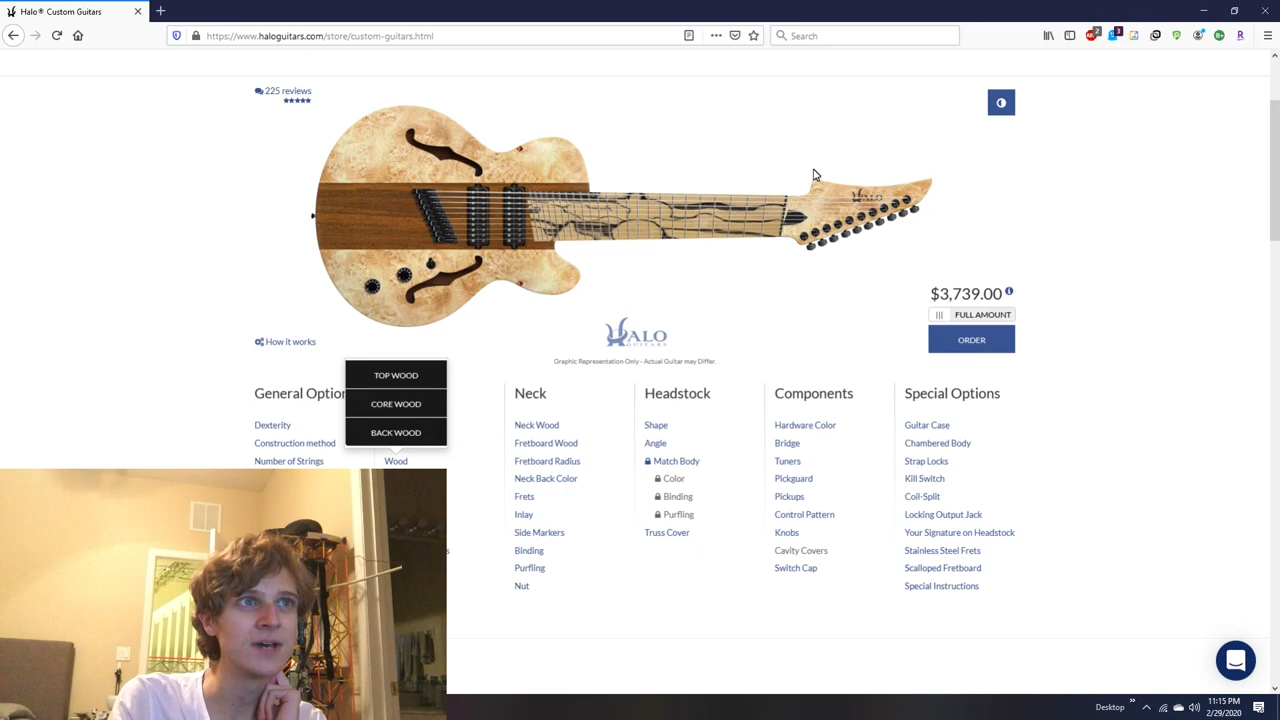 Halo® Custom Guitars
https://www.haloguitars.com/store/custom-guitars.html
Search
225 reviews
HALO
$3,739.00
FULL AMOUNT
ORDER
How it works
HALO
GUITARS
Graphic Representation Only - Actual Guitar may Differ.
TOP WOOD
CORE WOOD
BACK WOOD
General Option
Dexterity
Construction method
Number of Strings
Wood
Neck
Neck Wood
Fretboard Wood
Fretboard Radius
Neck Back Color
Frets
Inlay
Side Markers
Binding
Purfling
Nut
Headstock
Shape
Angle
Match Body
Color
Binding
Purfling
Truss Cover
Components
Hardware Color
Bridge
Tuners
Pickguard
Pickups
Control Pattern
Knobs
Cavity Covers
Switch Cap
Special Options
Guitar Case
Chambered Body
Strap Locks
Kill Switch
Coil-Split
Locking Output Jack
Your Signature on Headstock
Stainless Steel Frets
Scalloped Fretboard
Special Instructions
Desktop
11:15 PM
2/29/2020